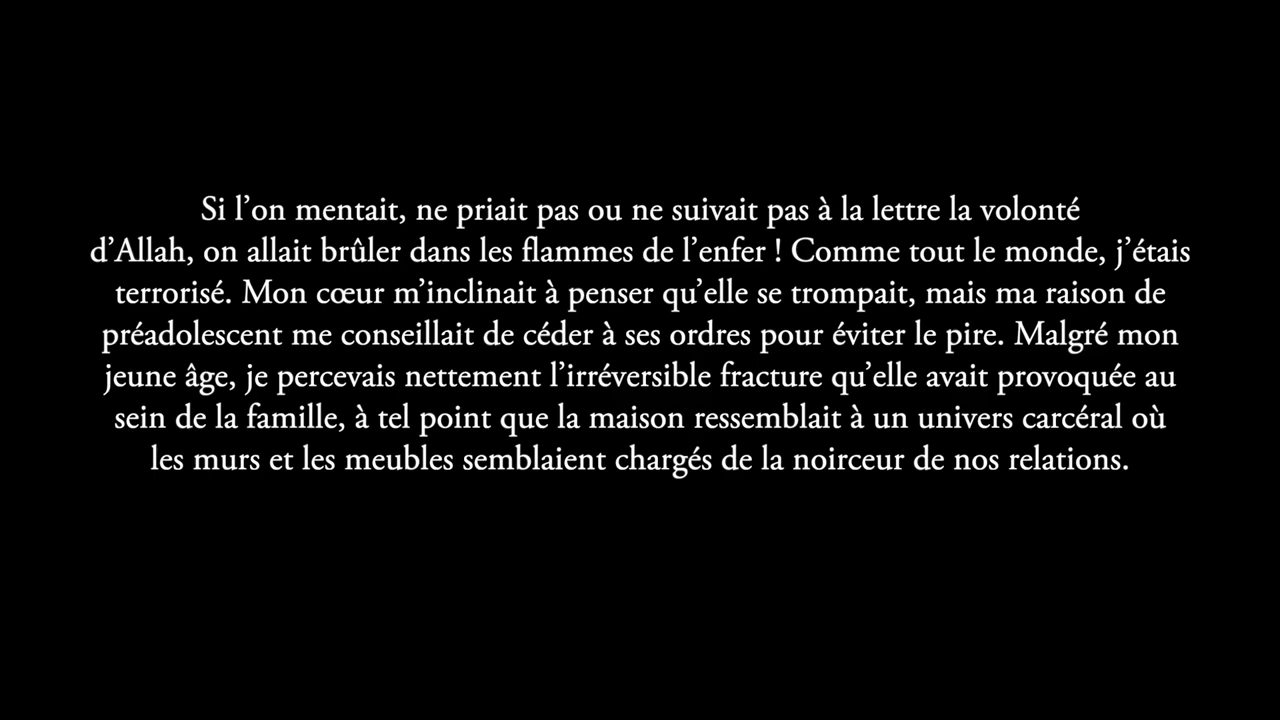 Si l’on mentait, ne priait pas ou ne suivait pas à la lettre la volonté
d’Allah, on allait brûler dans les flammes de l’enfer ! Comme tout le monde, j’étais
terrorisé. Mon cœur m’inclinait à penser qu’elle se trompait, mais ma raison de
préadolescent me conseillait de céder à ses ordres pour éviter le pire. Malgré mon
jeune âge, je percevais nettement l’irréversible fracture qu’elle avait provoquée au
sein de la famille, à tel point que la maison ressemblait à un univers carcéral où
les murs et les meubles semblaient chargés de la noirceur de nos relations.